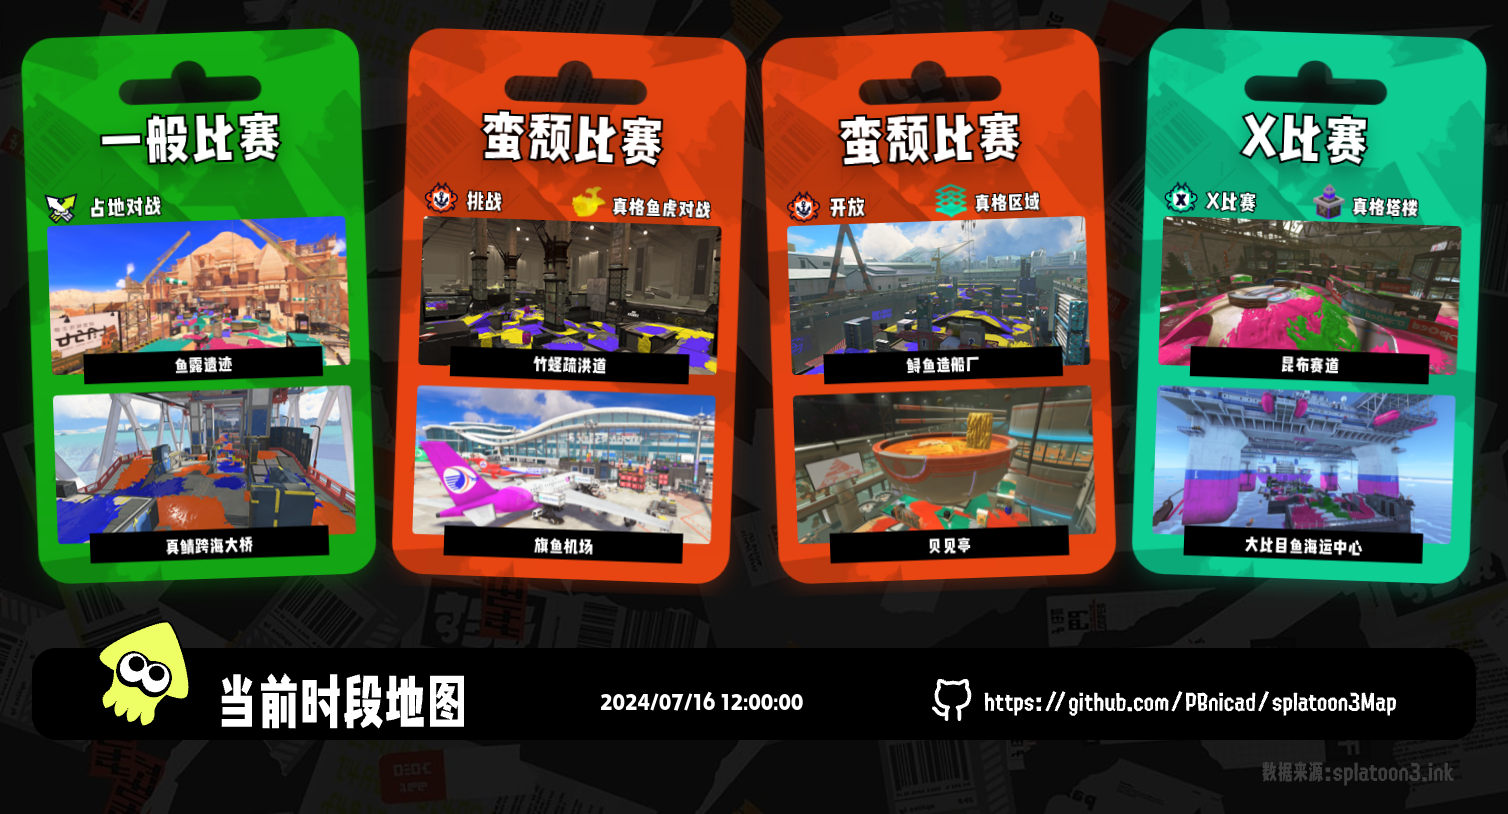 一般比赛
占地对战
鱼露遗迹
真鲭跨海大桥
蛮颓比赛
挑战
真格鱼虎对战
竹蛏疏洪道
旗鱼机场
蛮颓比赛
开放
真格区域
鲟鱼造船厂
贝贝亭
X比赛
X比赛
真格塔楼
昆布赛道
大比目鱼海运中心
当前时段地图
2024/07/16 12:00:00
https://github.com/PBnicad/splatoon3Map
数据来源:splatoon3.ink